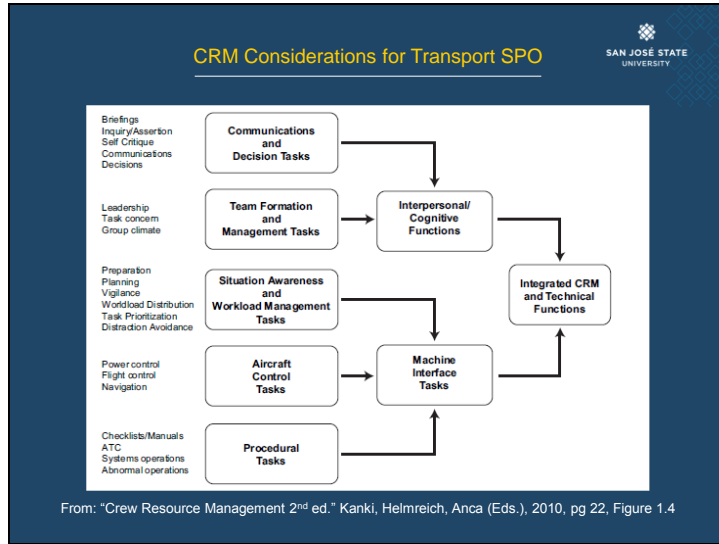 CRM Considerations for Transport SPO
SAN JOSÉ STATE
UNIVERSITY
Briefings
Inquiry/Assertion
Self Critique
Communications
Decisions
Communications
and
Decision Tasks
Leadership
Task concern
Group climate
Team Formation
and
Management Tasks
Interpersonal/
Cognitive
Functions
Preparation
Planning
Vigilance
Worldload Distribution
Task Prioritization
Distraction Avoidance
Situation Awareness
and
Workload Management
Tasks
Integrated CRM
and Technical
Functions
Power control
Flight control
Navigation
Aircraft
Control
Tasks
Machine
Interface
Tasks
Checklists/Manuals
ATC
Systems operations
Abnormal operations
Procedural
Tasks
From: “Crew Resource Management 2nd ed.” Kanki, Helmreich, Anca (Eds.), 2010, pg 22, Figure 1.4